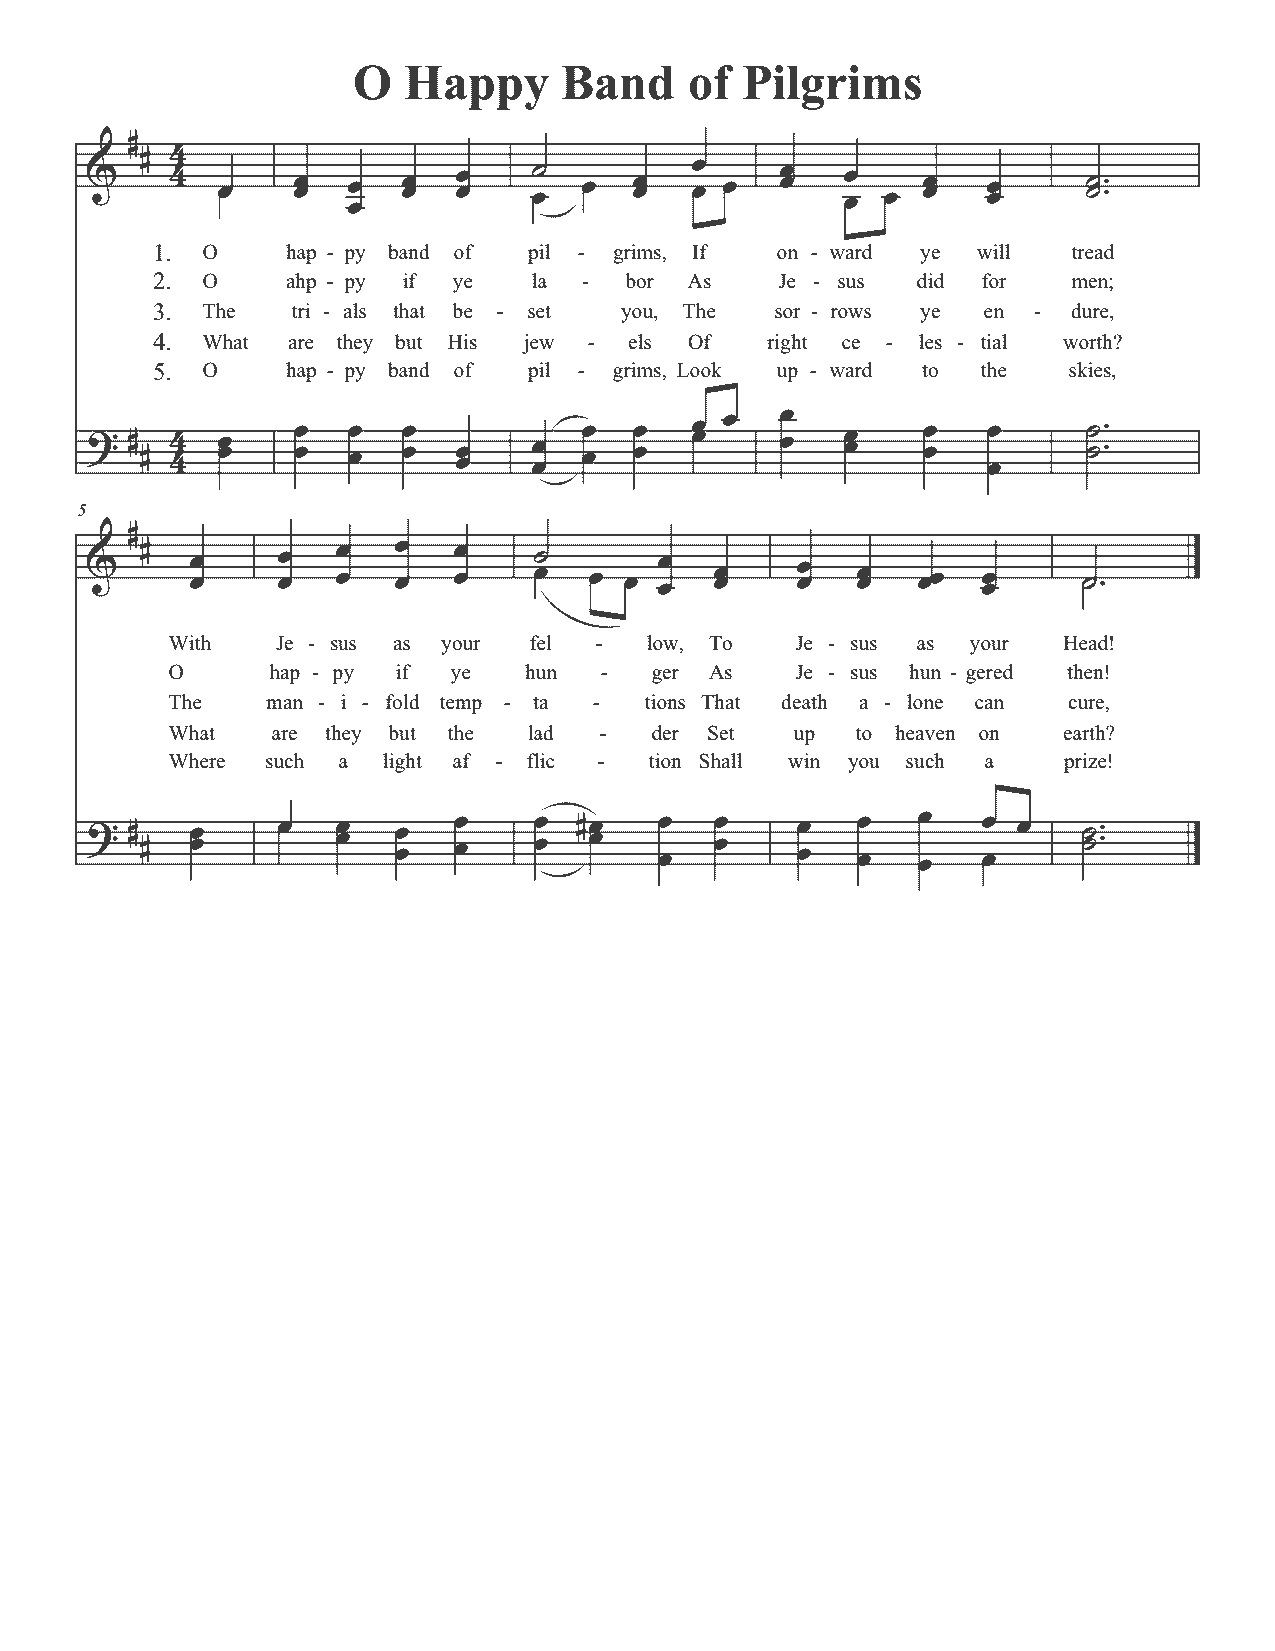 O Happy Band of Pilgrims
4
4
1. O hap - py band of pil - grims, If on - ward ye will tread
2. O ahp - py if ye la - bor As Je - sus did for men;
3. The tri - als that be - set you, The sor - rows ye en - dure,
4. What are they but His jew - els Of right ce - les - tial worth?
5. O hap - py band of pil - grims, Look up - ward to the skies,
4
4
5
With Je - sus as your fel - low, To Je - sus as your Head!
O hap - py if ye hun - ger As Je - sus hun - gered then!
The man - i - fold temp - ta - tions That death a - lone can cure,
What are they but the lad - der Set up to heaven on earth?
Where such a light af - flic - tion Shall win you such a prize!